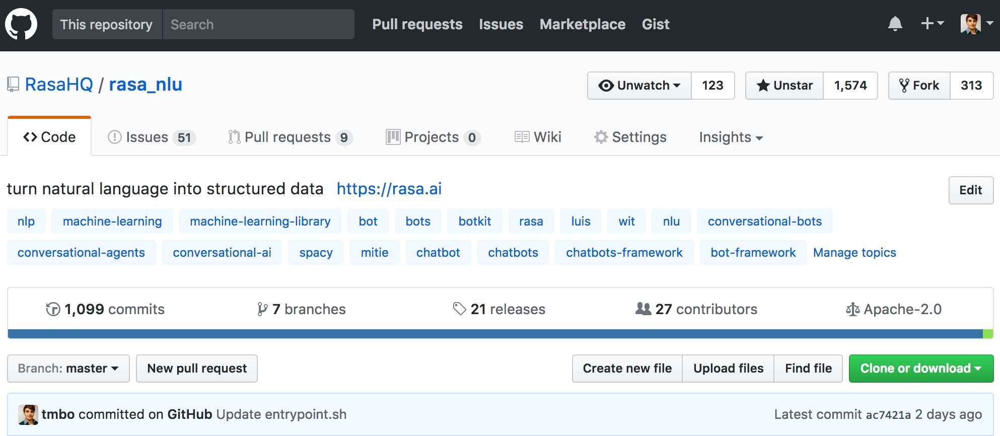 This repository Search Pull requests Issues Marketplace Gist
RasaHQ / rasa_nlu Unwatch 123 Unstar 1,574 Fork 313
Code Issues 51 Pull requests 9 Projects 0 Wiki Settings Insights
turn natural language into structured data https://rasa.ai Edit
nlp machine-learning machine-learning-library bot bots botkit rasa luis wit nlu conversational-bots
conversational-agents conversational-ai spacy mitie chatbot chatbots chatbots-framework bot-framework Manage topics
1,099 commits 7 branches 21 releases 27 contributors Apache-2.0
Branch: master New pull request Create new file Upload files Find file Clone or download
tmbo committed on GitHub Update entrypoint.sh Latest commit ac7421a 2 days ago